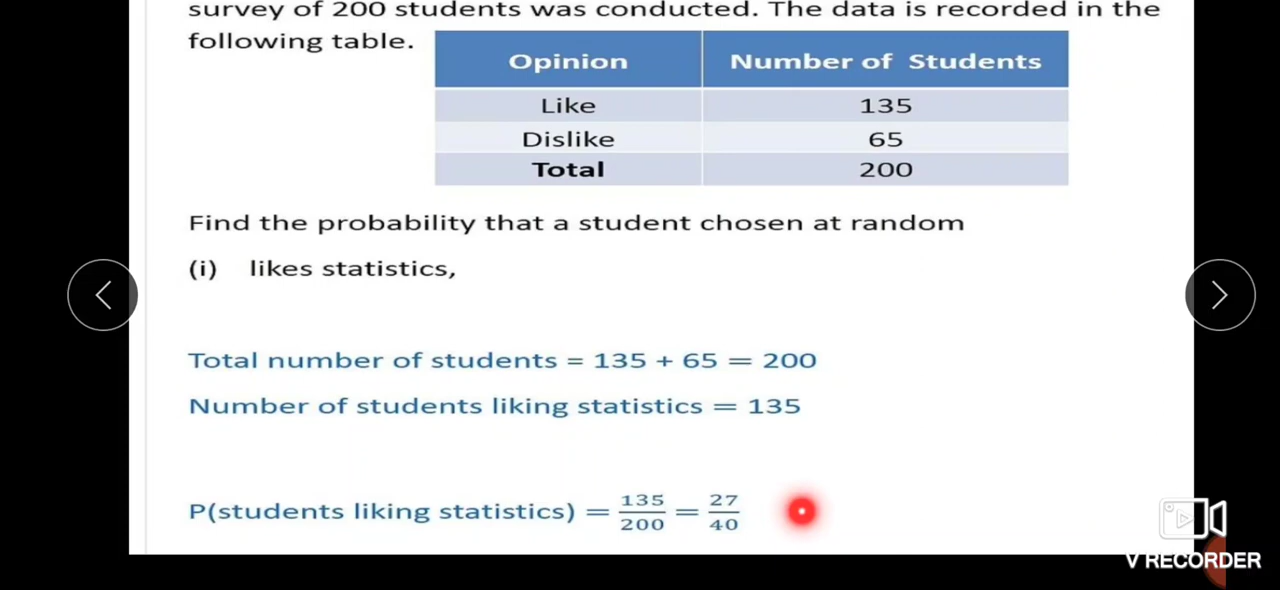 survey of 200 students was conducted. The data is recorded in the
following table.
Opinion Number of Students
Like 135
Dislike 65
Total 200
Find the probability that a student chosen at random
(i) likes statistics,
Total number of students = 135 + 65 = 200
Number of students liking statistics = 135
P(students liking statistics) = 135/200 = 27/40
V RECORDER